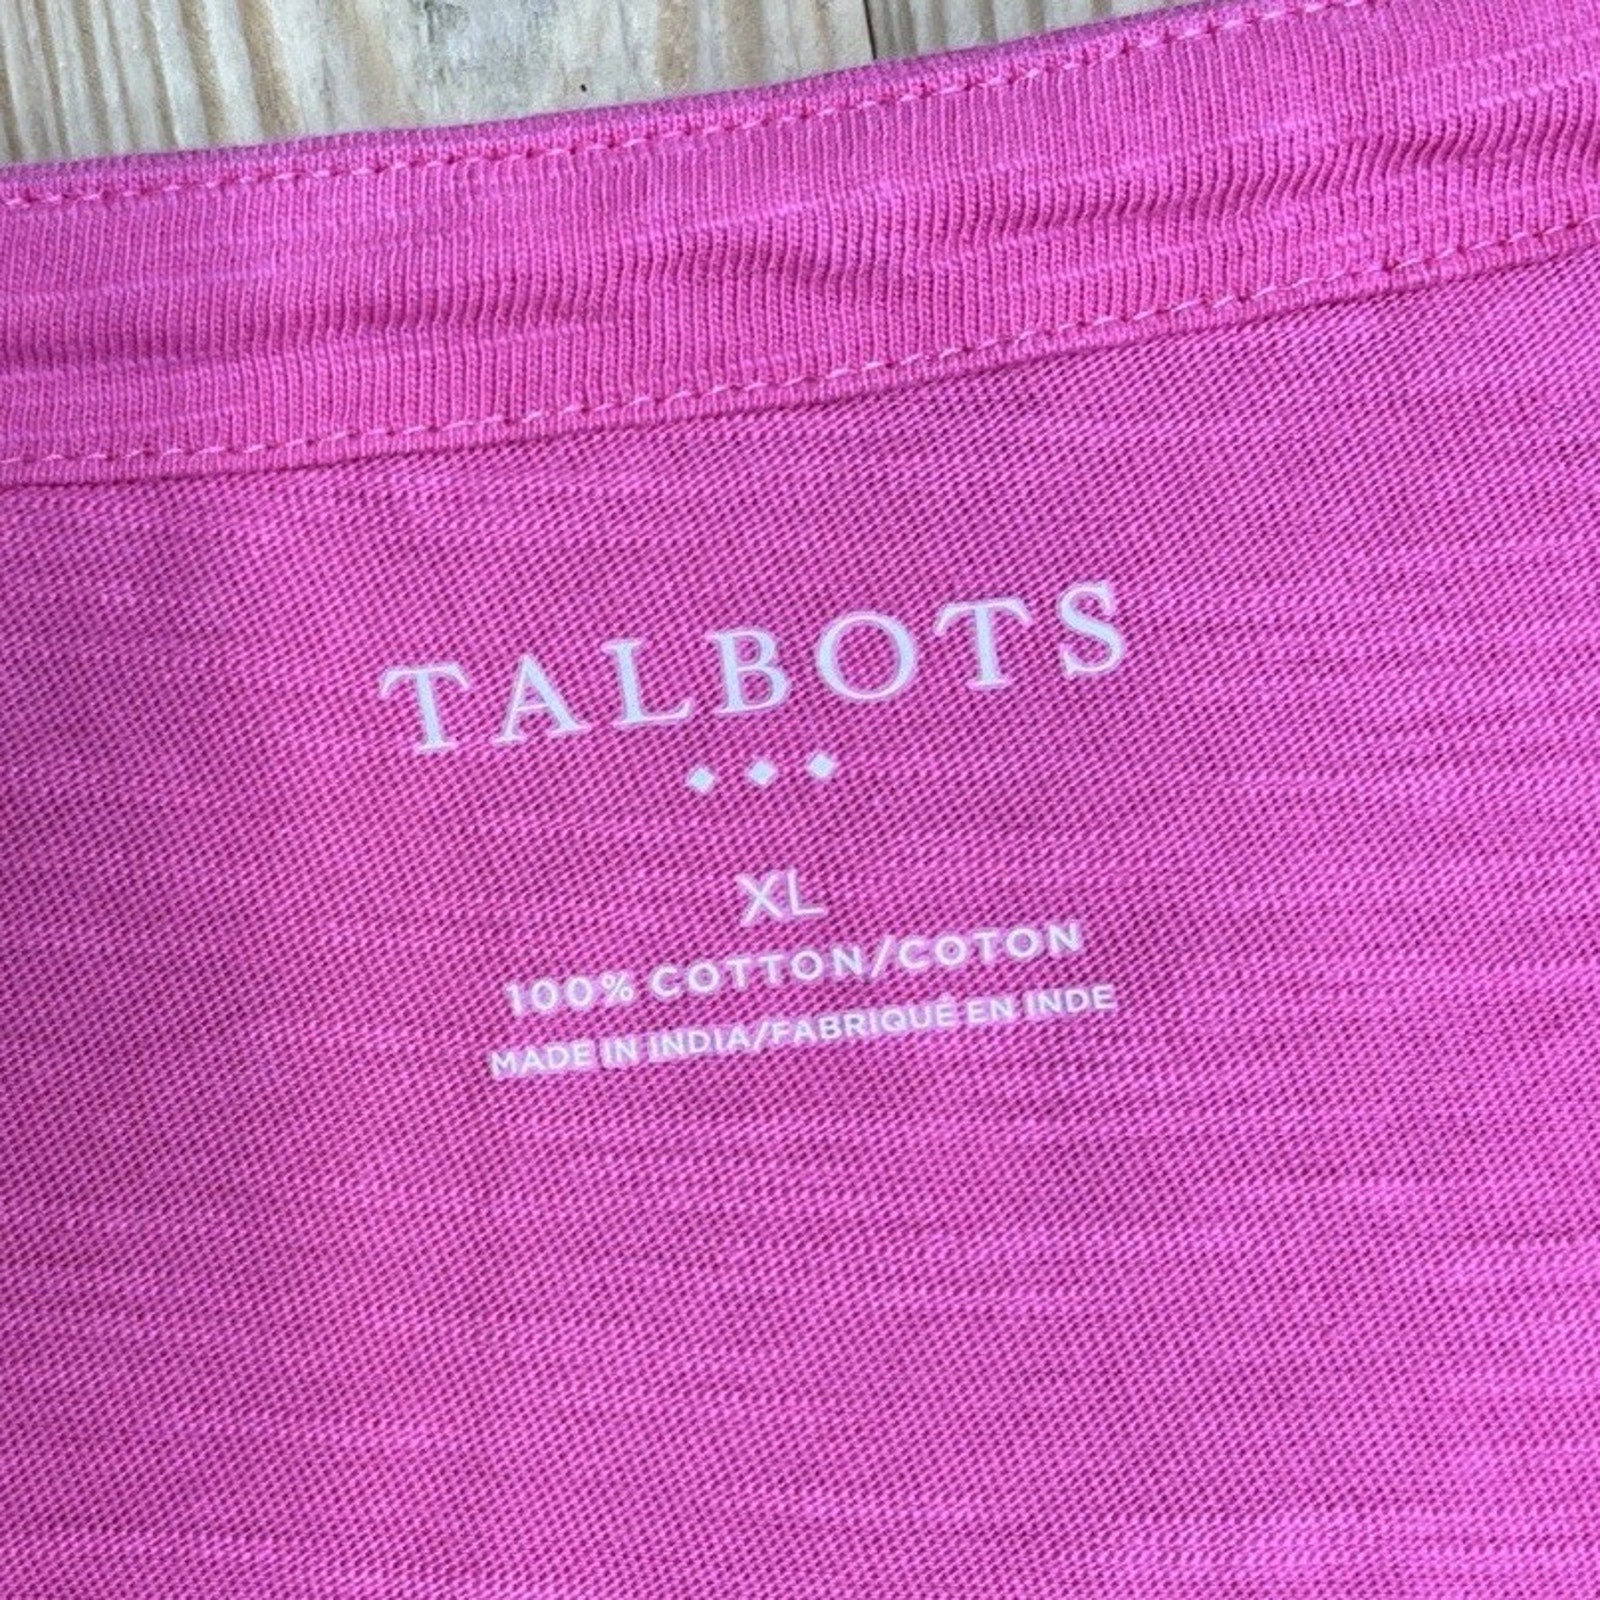 TALBOTS
XL
100% COTTON/COTON
MADE IN INDIA/FABRIQUÉ EN INDE